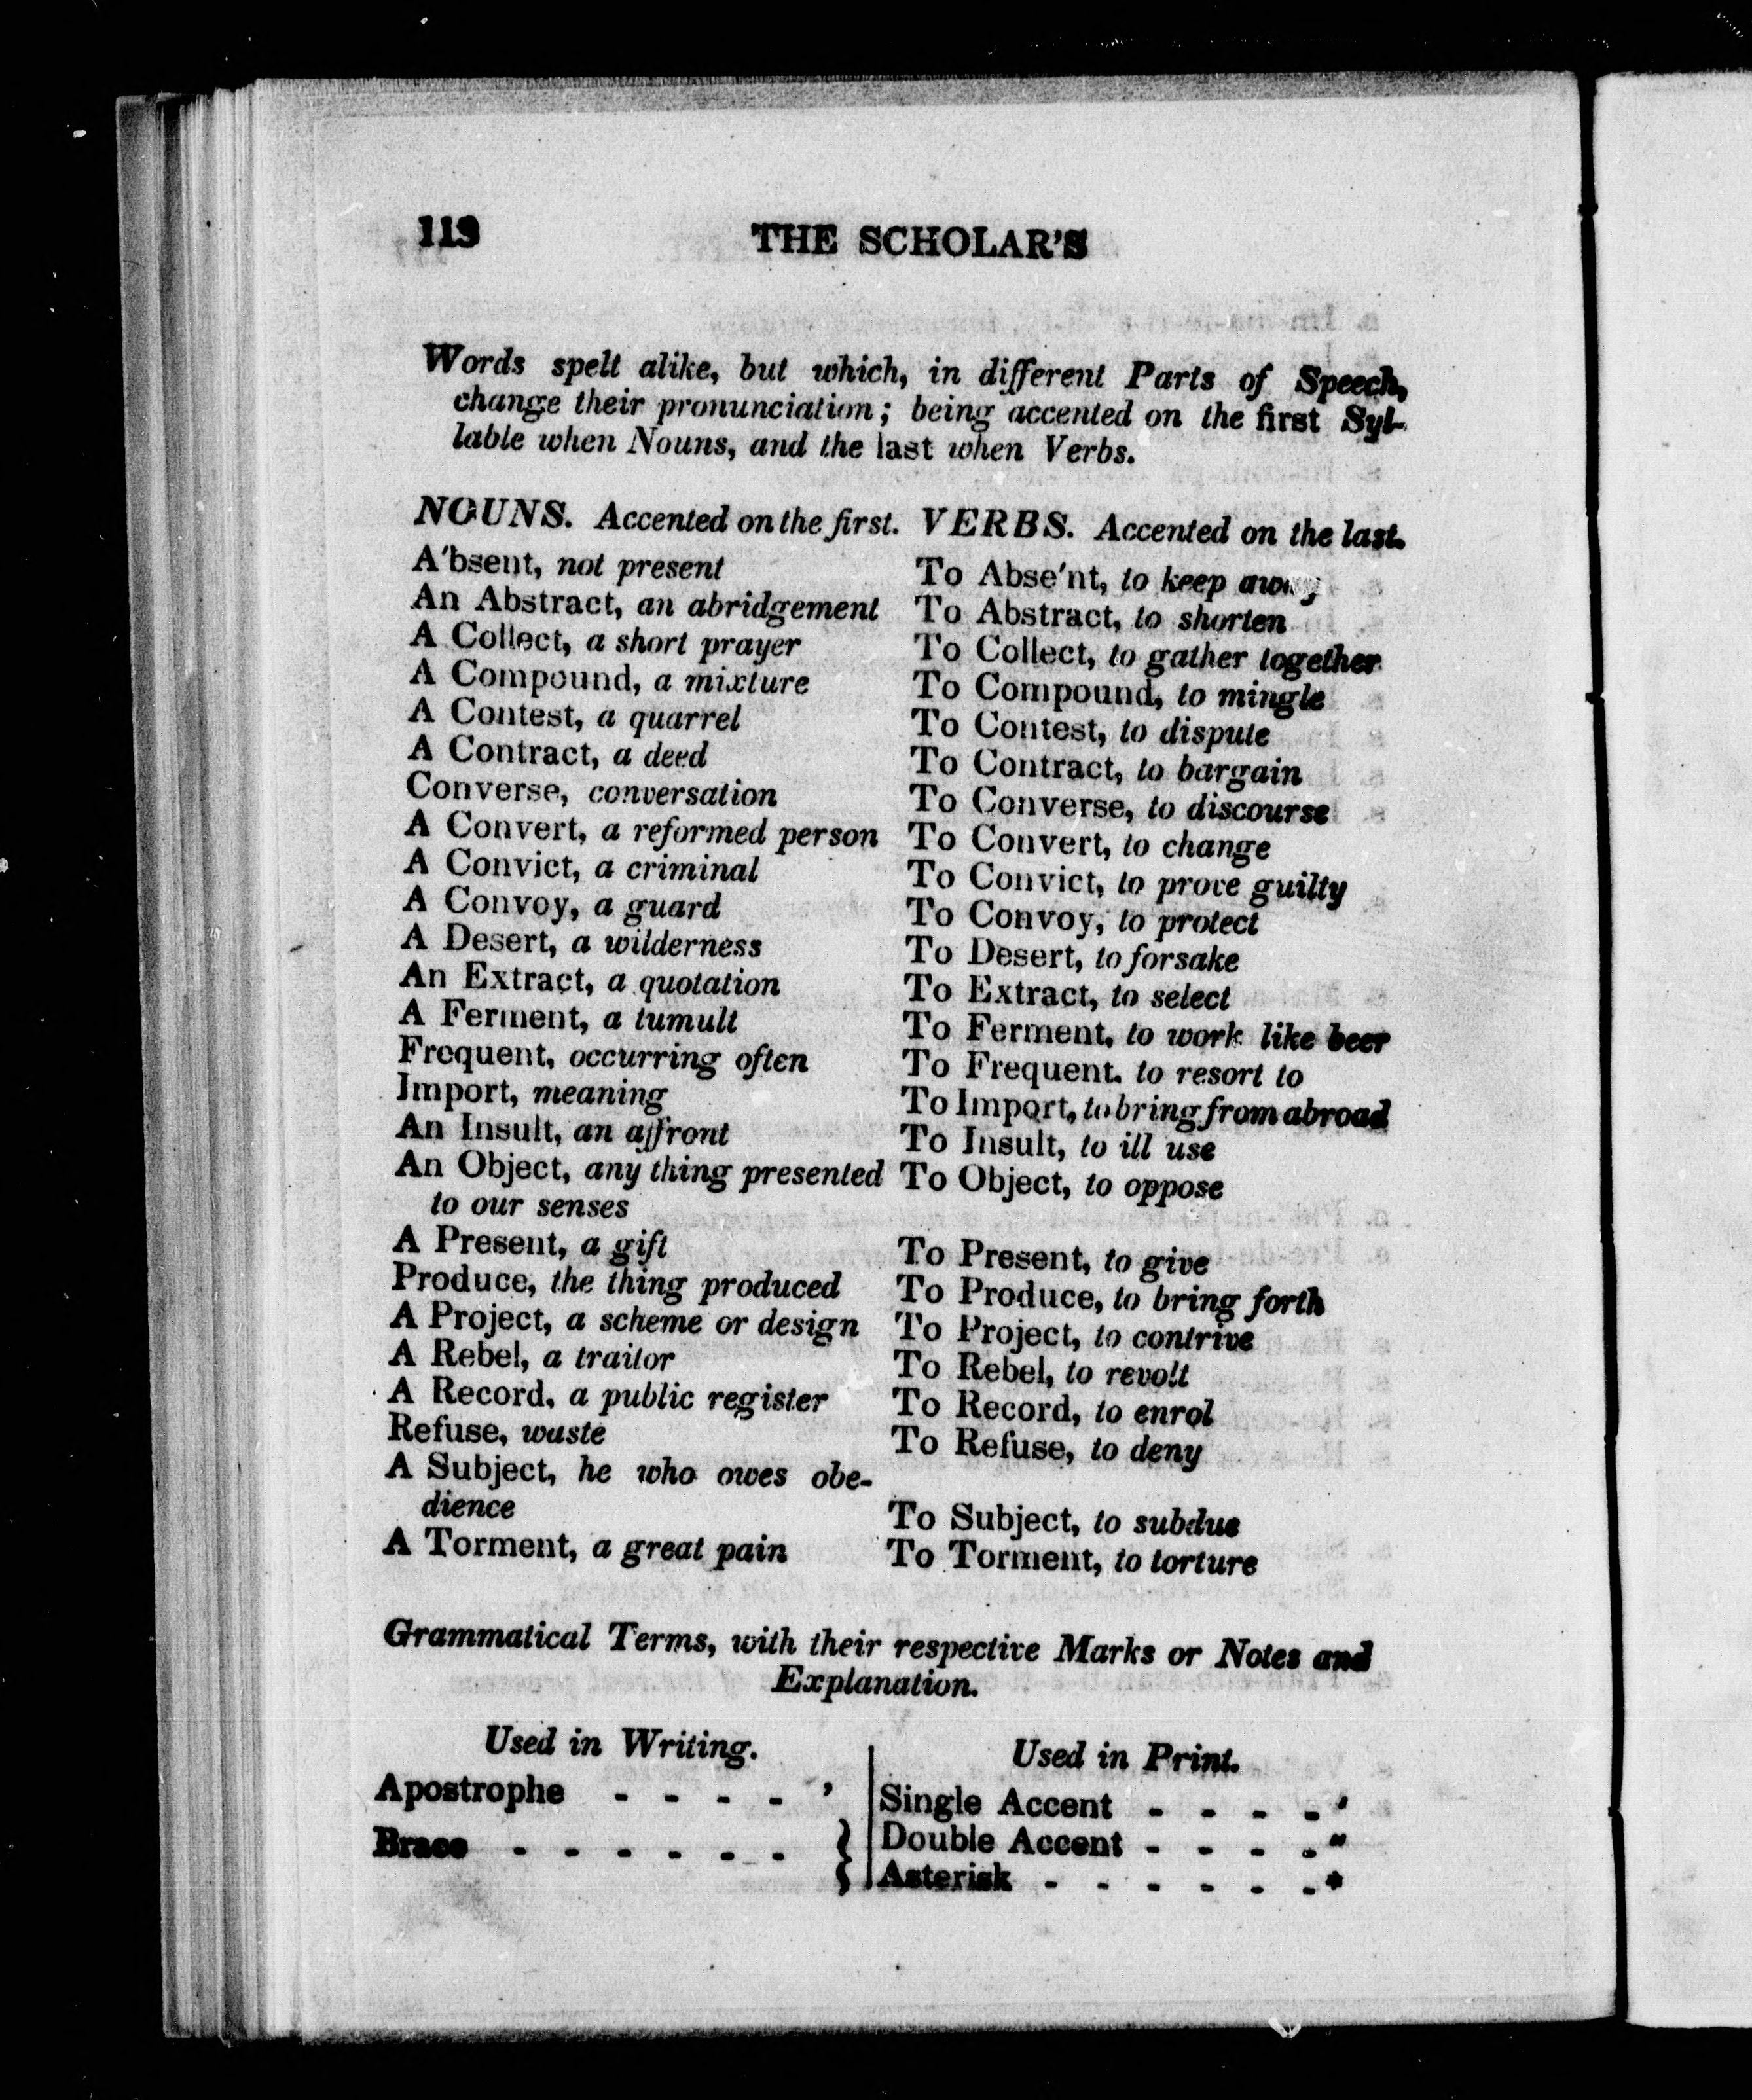 113 THE SCHOLAR'S
Words spelt alike, but which, in different Parts of Speech,
change their pronunciation; being accented on the first Syl-
lable when Nouns, and the last when Verbs.
NOUNS. Accented on the first. VERBS. Accented on the last.
A'bsent, not present To Abse'nt, to keep away
An Abstract, an abridgement To Abstract, to shorten
A Collect, a short prayer To Collect, to gather together
A Compound, a mixture To Compound, to mingle
A Contest, a quarrel To Contest, to dispute
A Contract, a deed To Contract, to bargain
Converse, conversation To Converse, to discourse
A Convert, a reformed person To Convert, to change
A Convict, a criminal To Convict, to prove guilty
A Convoy, a guard To Convoy, to protect
A Desert, a wilderness To Desert, to forsake
An Extract, a quotation To Extract, to select
A Ferment, a tumult To Ferment, to work like beer
Frequent, occurring often To Frequent, to resort to
Import, meaning To Import, to bring from abroad
An Insult, an affront To Insult, to ill use
An Object, any thing presented To Object, to oppose
to our senses
A Present, a gift To Present, to give
Produce, the thing produced To Produce, to bring forth
A Project, a scheme or design To Project, to contrive
A Rebel, a traitor To Rebel, to revolt
A Record, a public register To Record, to enrol
Refuse, waste To Refuse, to deny
A Subject, he who owes obe-
dience To Subject, to subdue
A Torment, a great pain To Torment, to torture
Grammatical Terms, with their respective Marks or Notes and
Explanation.
Used in Writing. Used in Print.
Apostrophe - - - - ’ Single Accent - - - - ′
Brace - - - - - - } Double Accent - - - - ″
Asterisk - - - - - - *